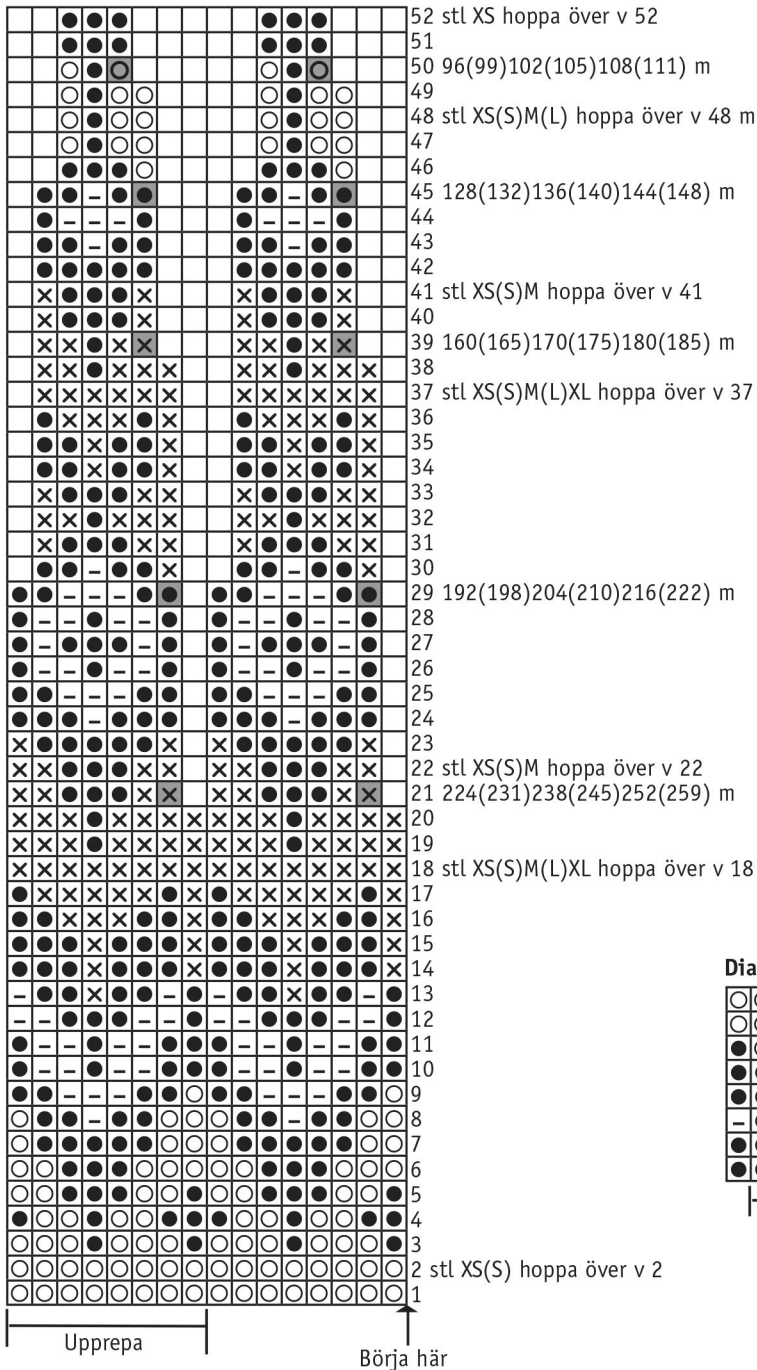 52 stl XS hoppa över v 52
51
50 96(99)102(105)108(111) m
49
48 stl XS(S)M(L) hoppa över v 48 m
47
46
45 128(132)136(140)144(148) m
44
43
42
41 stl XS(S)M hoppa över v 41
40
39 160(165)170(175)180(185) m
38
37 stl XS(S)M(L)XL hoppa över v 37
36
35
34
33
32
31
30
29 192(198)204(210)216(222) m
28
27
26
25
24
23
22 stl XS(S)M hoppa över v 22
21 224(231)238(245)252(259) m
20
19
18 stl XS(S)M(L)XL hoppa över v 18
17
16
15
14
13
12
11
10
9
8
7
6
5
4
3
2 stl XS(S) hoppa över v 2
1
Upprepa
Börja här
Dia